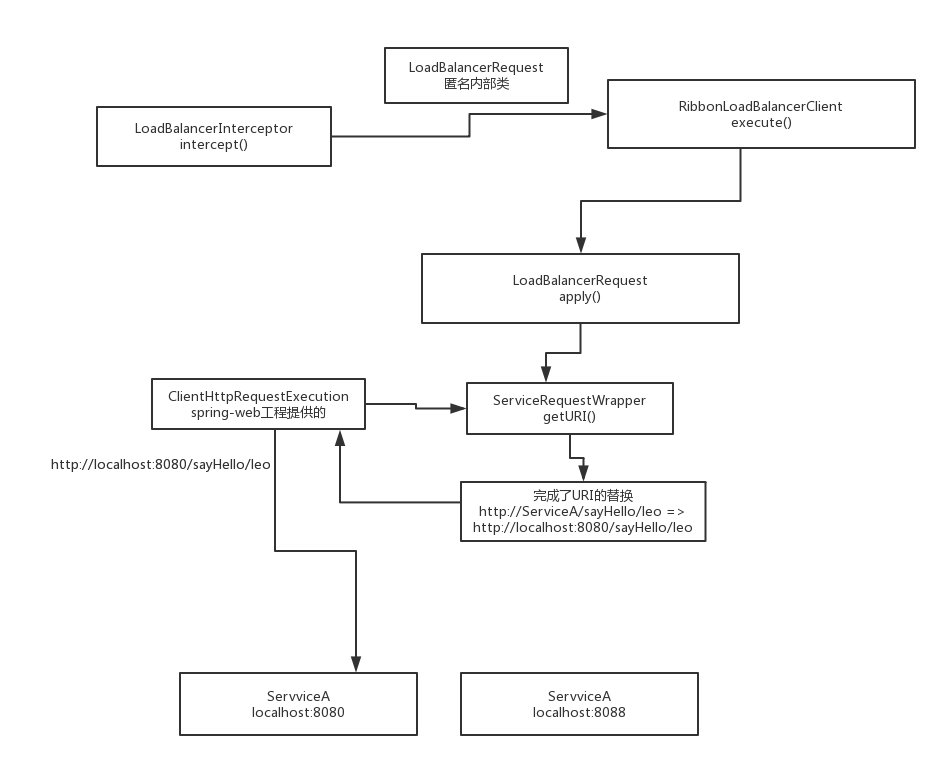 LoadBalancerRequest
匿名内部类
RibbonLoadBalancerClient
execute()
LoadBalancerInterceptor
intercept()
LoadBalancerRequest
apply()
ClientHttpRequestExecution
spring-web工程提供的
ServiceRequestWrapper
getURI()
http://localhost:8080/sayHello/leo
完成了URI的替换
http://ServiceA/sayHello/leo =>
http://localhost:8080/sayHello/leo
ServviceA
localhost:8080
ServviceA
localhost:8088